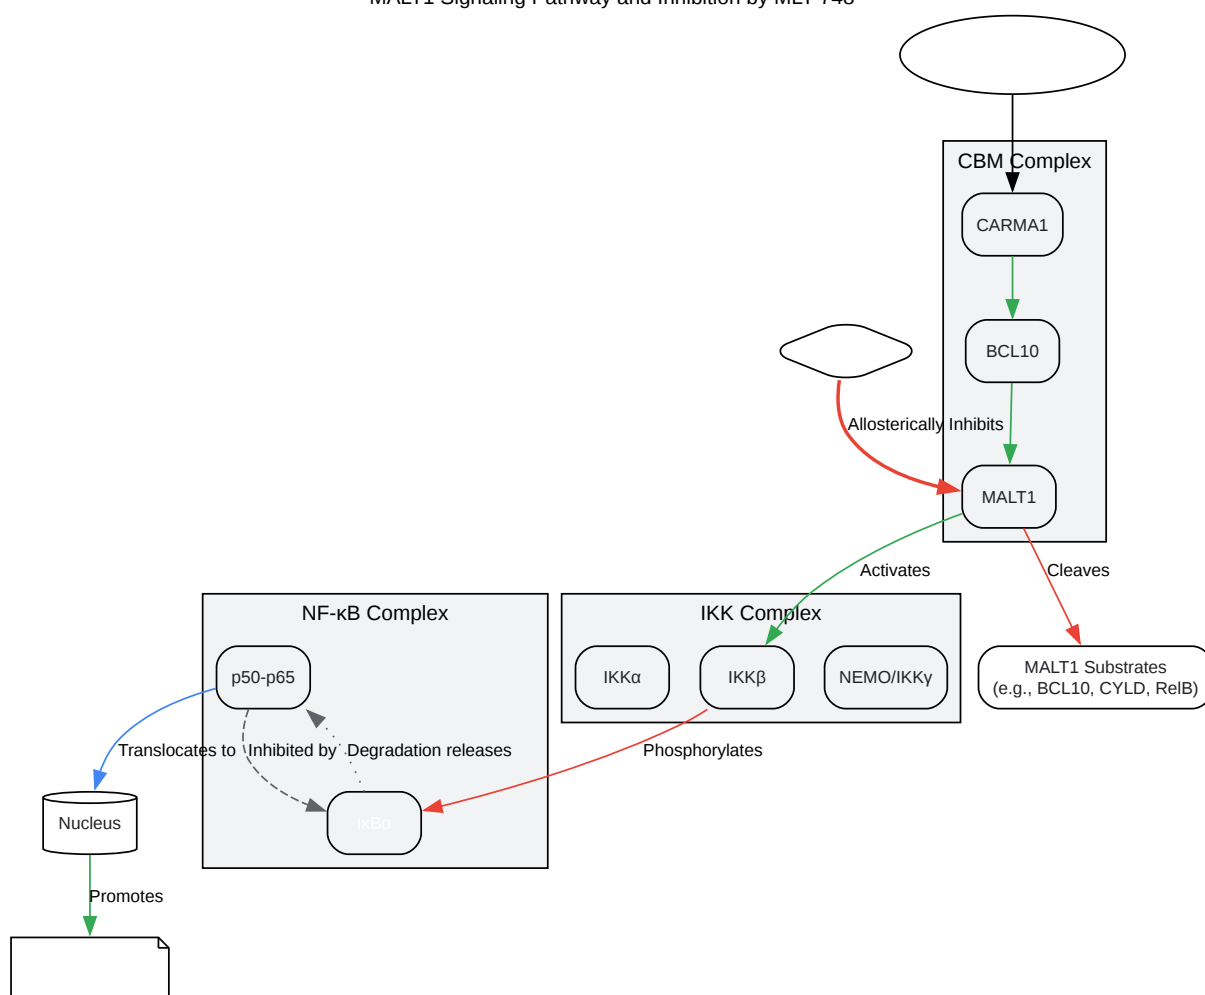 MALT1 Signaling Pathway and Inhibition by MLT-748
CBM Complex
CARMA1
BCL10
Allosterically Inhibits
MALT1
Activates
Cleaves
NF-κB Complex
IKK Complex
p50-p65
IKKα
IKKβ
NEMO/IKKγ
MALT1 Substrates
(e.g., BCL10, CYLD, RelB)
Translocates to
Inhibited by
Degradation releases
Phosphorylates
Nucleus
IκBα
Promotes